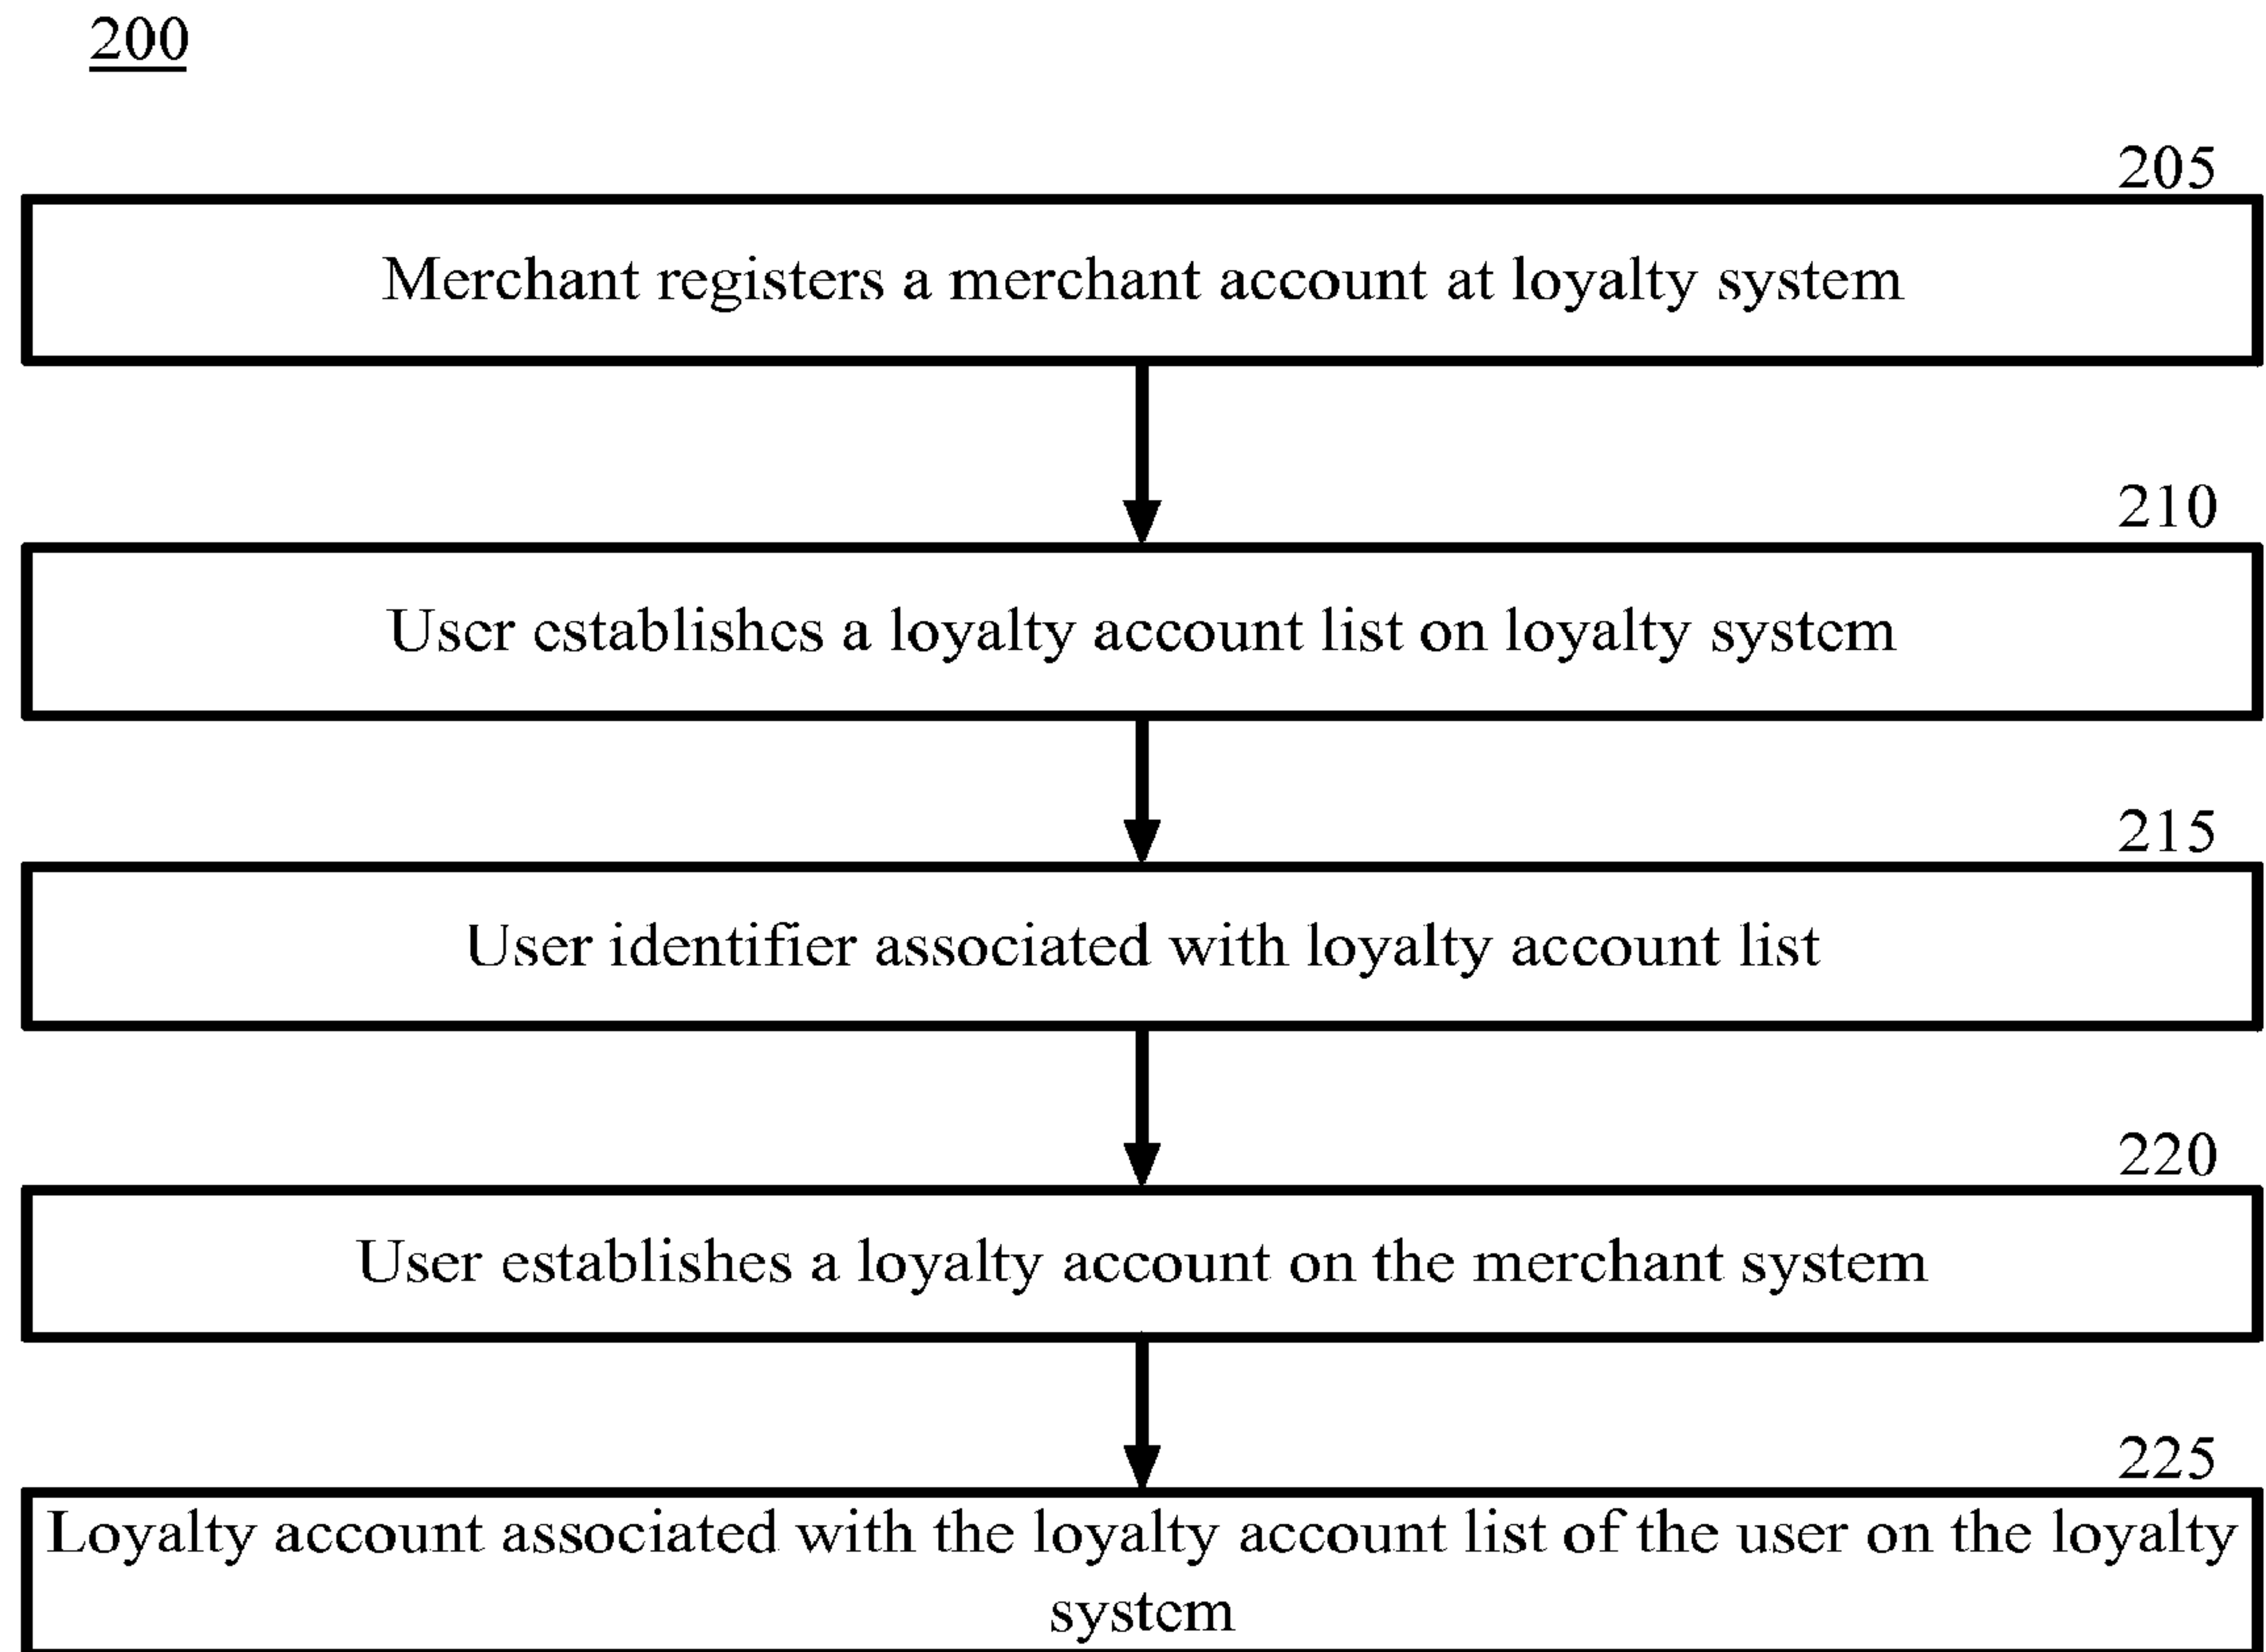 200
205
Merchant registers a merchant account at loyalty system
210
User establishes a loyalty account list on loyalty system
215
User identifier associated with loyalty account list
220
User establishes a loyalty account on the merchant system
225
Loyalty account associated with the loyalty account list of the user on the loyalty
system